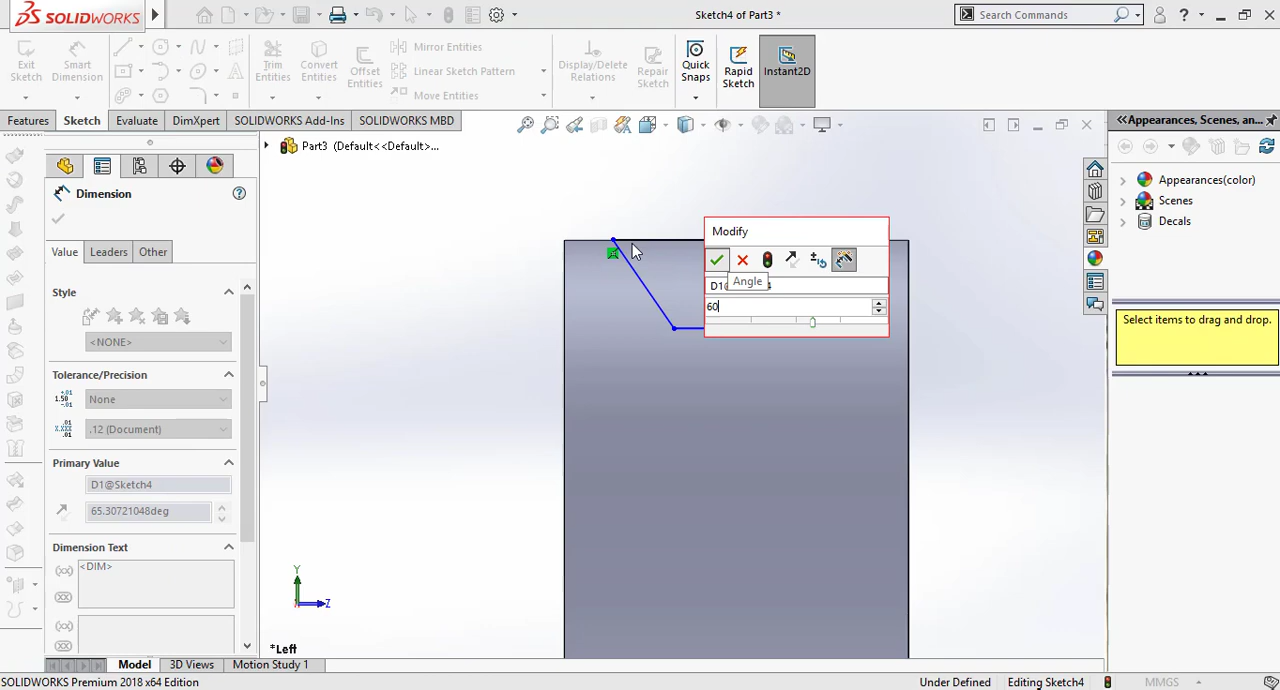 SOLIDWORKS
Sketch4 of Part3 *
Search Commands
?
Exit Sketch
Smart Dimension
Trim Entities
Convert Entities
Offset Entities
Mirror Entities
Linear Sketch Pattern
Move Entities
Display/Delete Relations
Repair Sketch
Quick Snaps
Rapid Sketch
Instant2D
Features
Sketch
Evaluate
DimXpert
SOLIDWORKS Add-Ins
SOLIDWORKS MBD
Part3 (Default<<Default>...
Appearances, Scenes, an...
Dimension
Value
Leaders
Other
Style
<NONE>
Tolerance/Precision
None
.12 (Document)
Primary Value
D1@Sketch4
65.30721048deg
Dimension Text
<DIM>
Modify
Angle
D1@ 4
60
Appearances(color)
Scenes
Decals
Select items to drag and drop.
Y
Z
*Left
Model
3D Views
Motion Study 1
SOLIDWORKS Premium 2018 x64 Edition
Under Defined
Editing Sketch4
MMGS